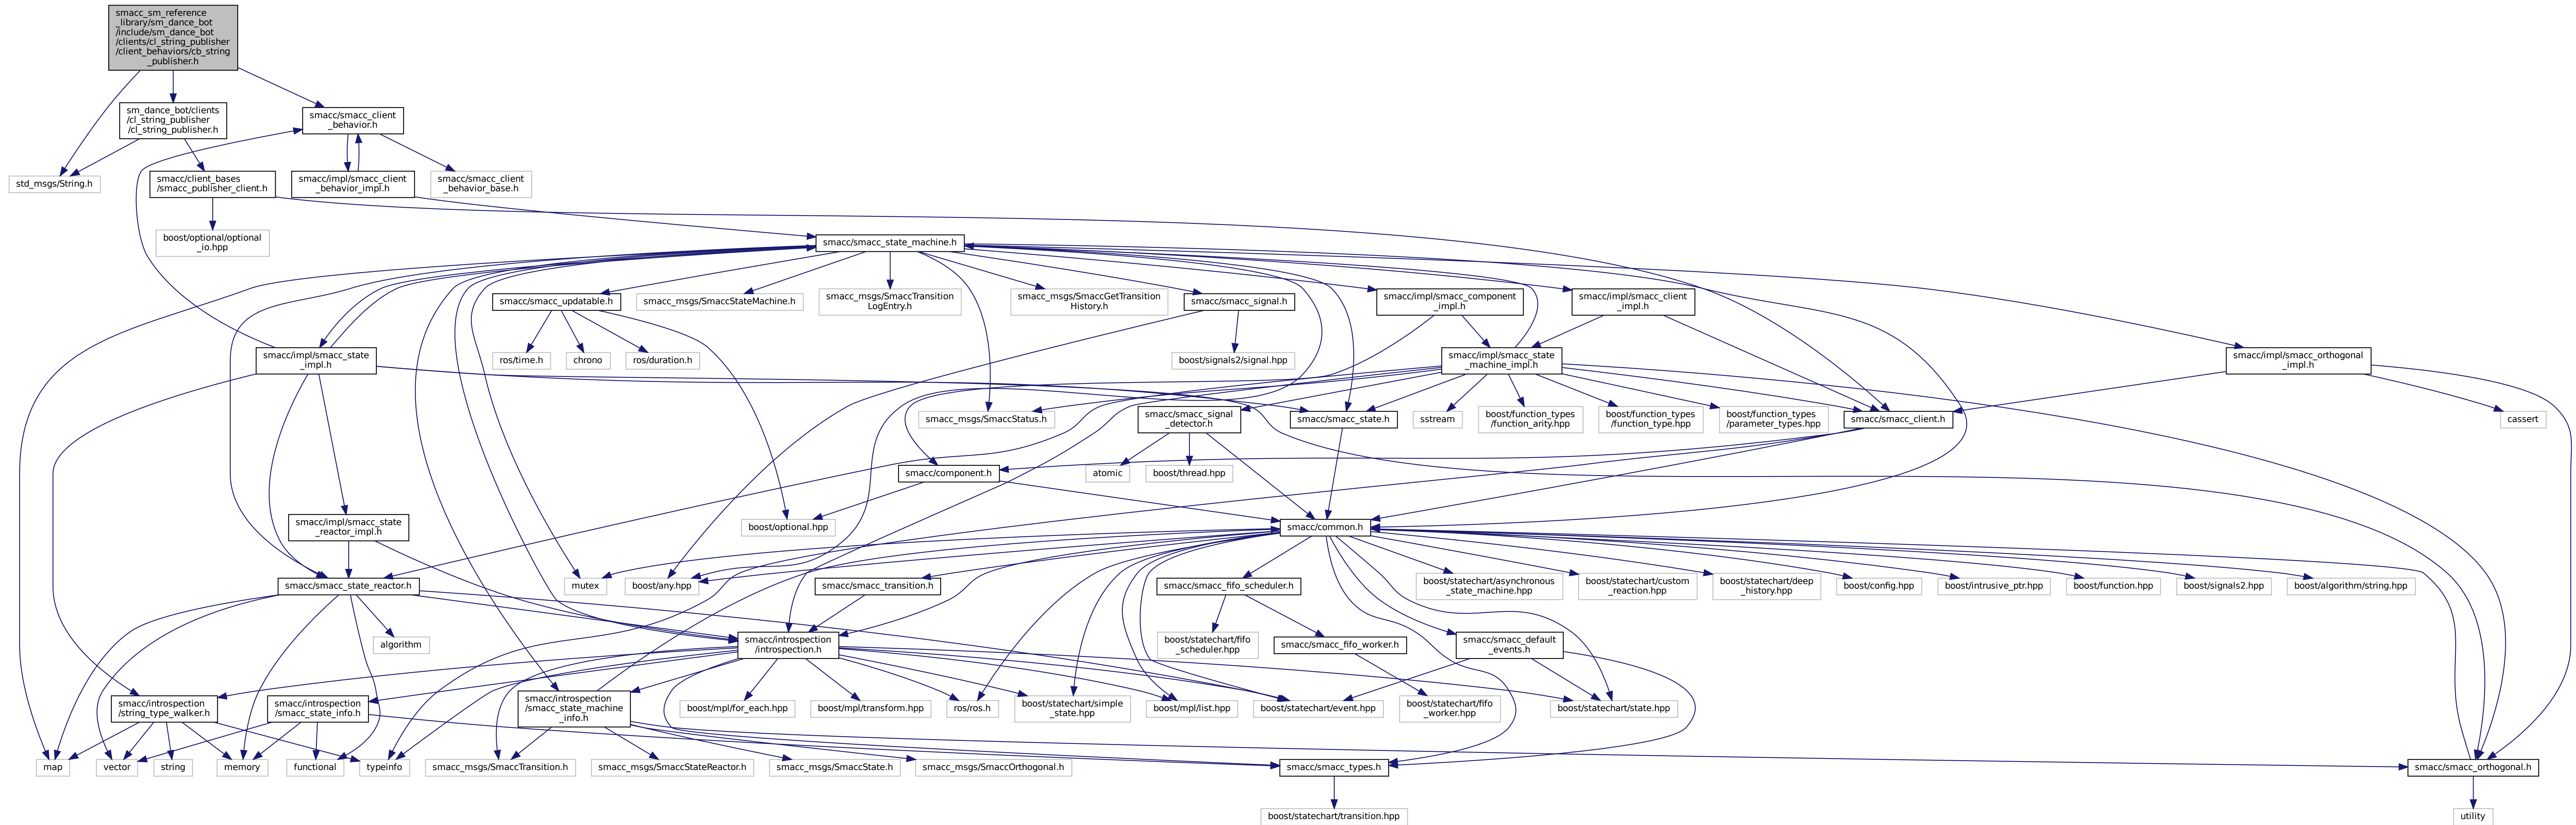 smacc_sm_reference
_library/sm_dance_bot
/include/sm_dance_bot
/clients/cl_string_publisher
/client_behaviors/cb_string
_publisher.h
sm_dance_bot/clients
/cl_string_publisher
/cl_string_publisher.h
smacc/smacc_client
_behavior.h
std_msgs/String.h
smacc/client_bases
/smacc_publisher_client.h
smacc/impl/smacc_client
_behavior_impl.h
smacc/smacc_client
_behavior_base.h
boost/optional/optional
_io.hpp
smacc/smacc_state_machine.h
smacc/smacc_updatable.h
smacc_msgs/SmaccStateMachine.h
smacc_msgs/SmaccTransition
LogEntry.h
smacc_msgs/SmaccGetTransition
History.h
smacc/smacc_signal.h
smacc/impl/smacc_component
_impl.h
smacc/impl/smacc_client
_impl.h
smacc/impl/smacc_state
_impl.h
ros/time.h
chrono
ros/duration.h
boost/signals2/signal.hpp
smacc/impl/smacc_state
_machine_impl.h
smacc/impl/smacc_orthogonal
_impl.h
smacc_msgs/SmaccStatus.h
smacc/smacc_signal
_detector.h
smacc/smacc_state.h
sstream
boost/function_types
/function_arity.hpp
boost/function_types
/function_type.hpp
boost/function_types
/parameter_types.hpp
smacc/smacc_client.h
cassert
smacc/component.h
atomic
boost/thread.hpp
smacc/impl/smacc_state
_reactor_impl.h
boost/optional.hpp
smacc/common.h
smacc/smacc_state_reactor.h
mutex
boost/any.hpp
smacc/smacc_transition.h
smacc/smacc_fifo_scheduler.h
boost/statechart/asynchronous
_state_machine.hpp
boost/statechart/custom
_reaction.hpp
boost/statechart/deep
_history.hpp
boost/config.hpp
boost/intrusive_ptr.hpp
boost/function.hpp
boost/signals2.hpp
boost/algorithm/string.hpp
algorithm
smacc/introspection
/introspection.h
boost/statechart/fifo
_scheduler.hpp
smacc/smacc_fifo_worker.h
smacc/smacc_default
_events.h
smacc/introspection
/string_type_walker.h
smacc/introspection
/smacc_state_info.h
smacc/introspection
/smacc_state_machine
_info.h
boost/mpl/for_each.hpp
boost/mpl/transform.hpp
ros/ros.h
boost/statechart/simple
_state.hpp
boost/mpl/list.hpp
boost/statechart/event.hpp
boost/statechart/fifo
_worker.hpp
boost/statechart/state.hpp
map
vector
string
memory
functional
typeinfo
smacc_msgs/SmaccTransition.h
smacc_msgs/SmaccStateReactor.h
smacc_msgs/SmaccState.h
smacc_msgs/SmaccOrthogonal.h
smacc/smacc_types.h
smacc/smacc_orthogonal.h
boost/statechart/transition.hpp
utility